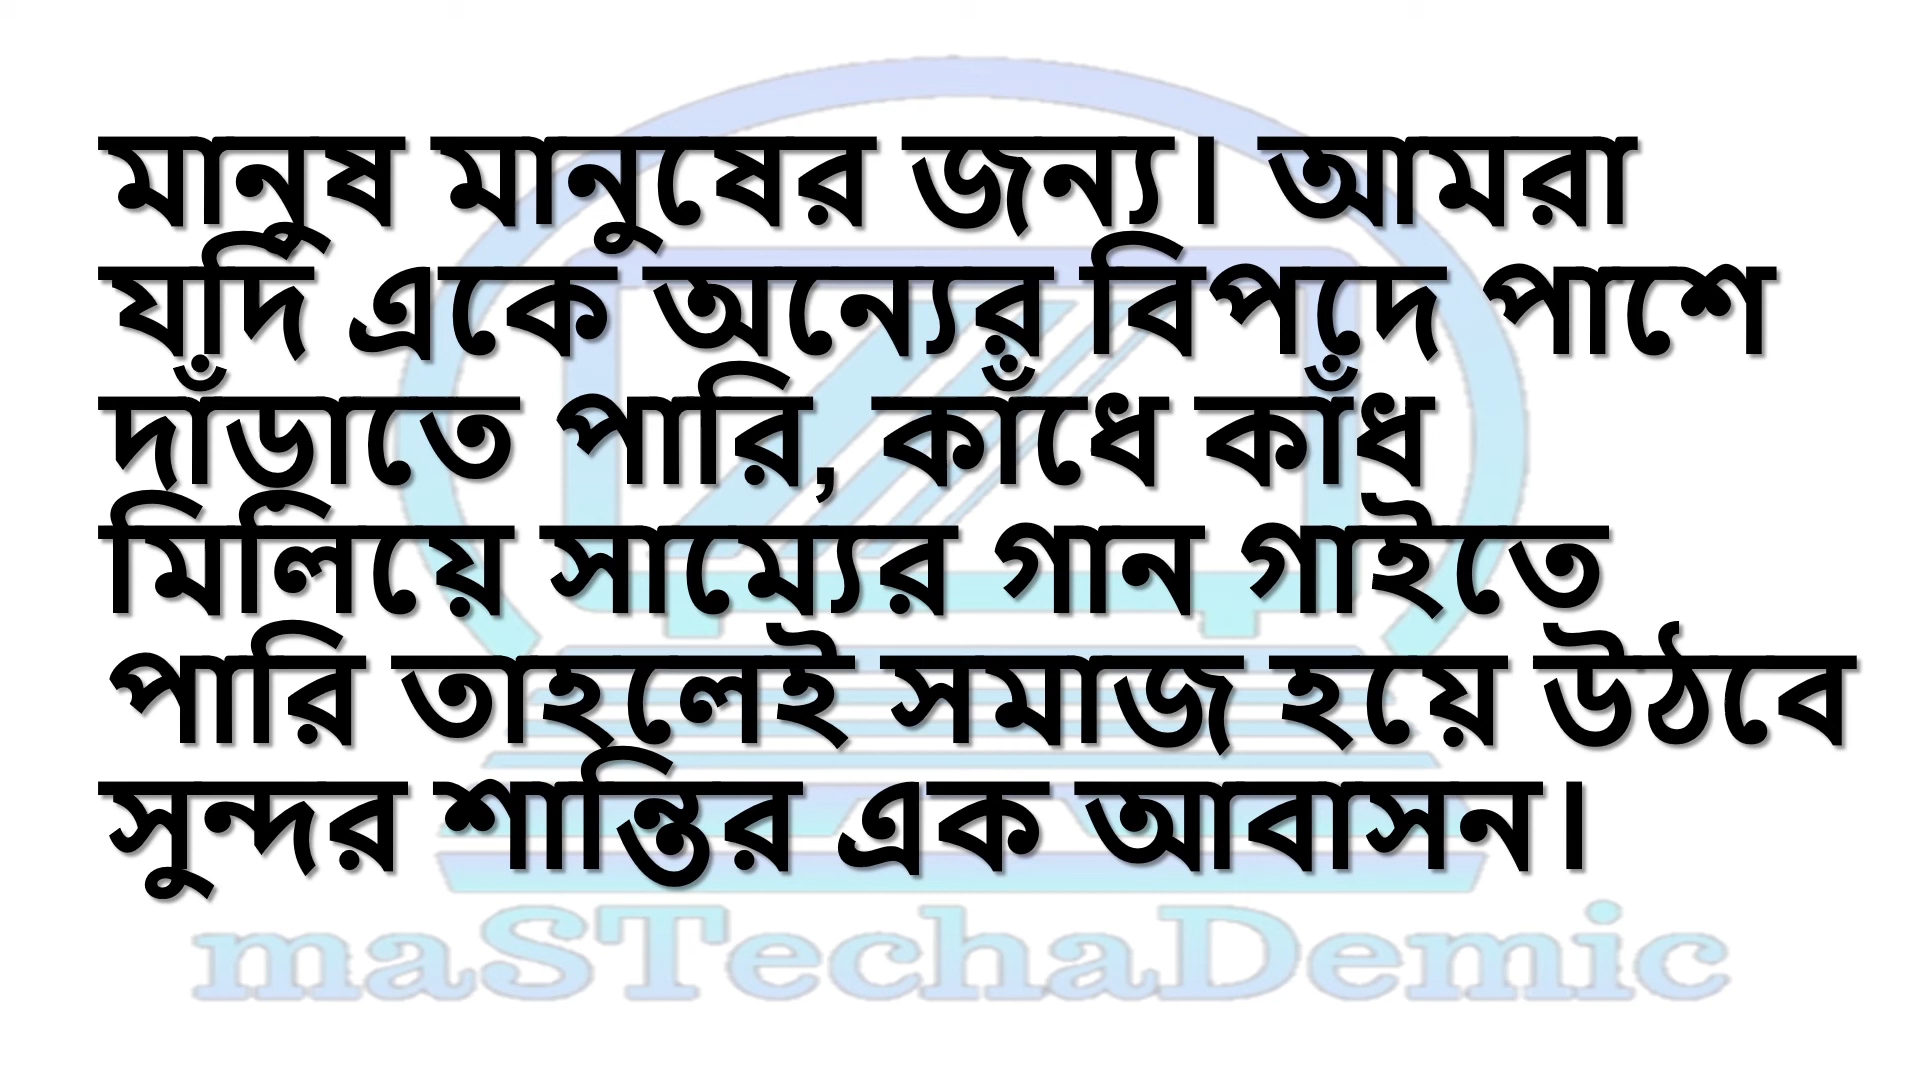 মানুষ মানুষের জন্য। আমরা
যদি একে অন্যের বিপদে পাশে
দাঁড়াতে পারি, কাঁধে কাঁধ
মিলিয়ে সাম্যের গান গাইতে
পারি তাহলেই সমাজ হয়ে উঠবে
সুন্দর শান্তির এক আবাসন।
maSTechaDemic